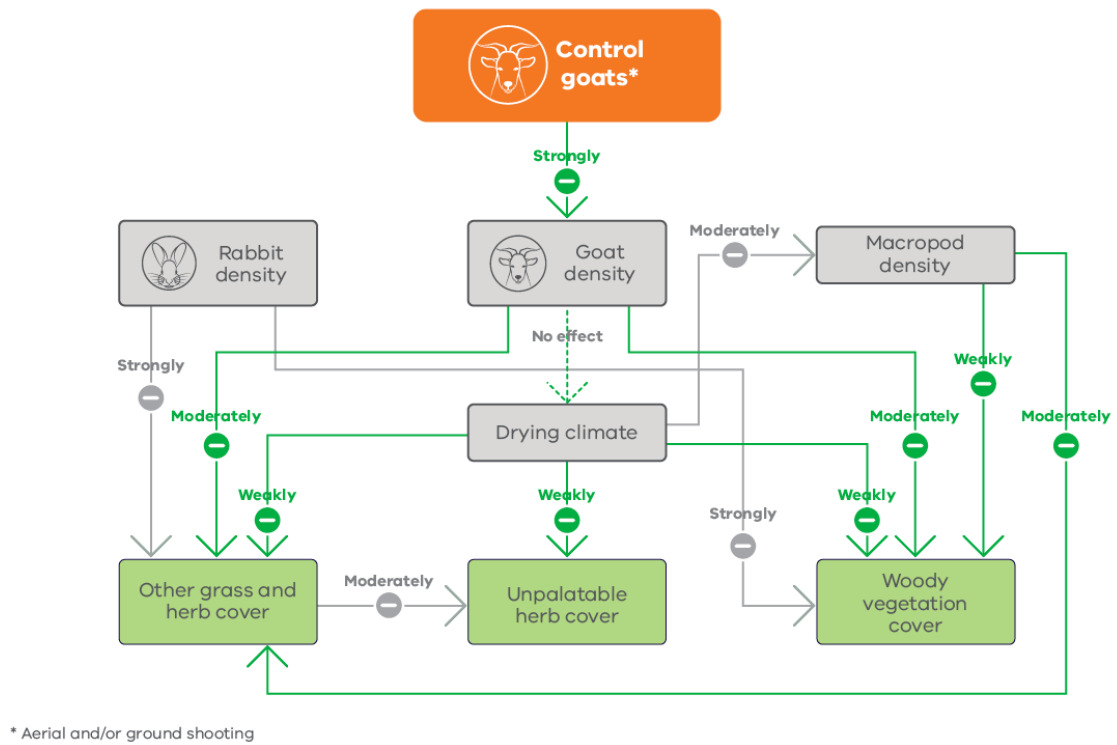 Control
goats*
Strongly
Rabbit
density
Goat
density
Moderately
Macropod
density
No effect
Strongly
Weakly
Moderately
Moderately
Moderately
Drying climate
Weakly
Weakly
Weakly
Strongly
Other grass and
herb cover
Moderately
Unpalatable
herb cover
Woody
vegetation
cover
* Aerial and/or ground shooting